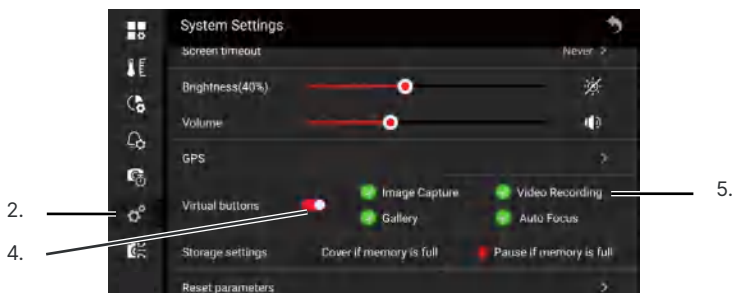 System Settings
Screen timeout Never >
Brightness(40%)
Volume
GPS >
2. Virtual buttons Image Capture Video Recording 5.
Gallery Auto Focus
4. Storage settings Cover if memory is full Pause if memory is full
Reset parameters >